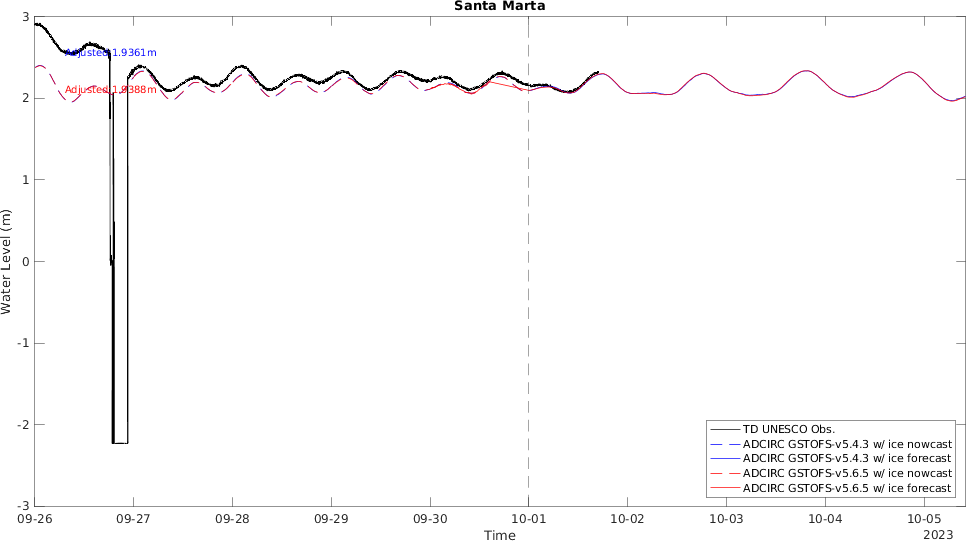 Santa Marta
3
2
1
0
-1
-2
-3
Water Level (m)
Adjusted 1.9361m
Adjusted 1.9388m
TD UNESCO Obs.
ADCIRC GSTOFS-v5.4.3 w/ ice nowcast
ADCIRC GSTOFS-v5.4.3 w/ ice forecast
ADCIRC GSTOFS-v5.6.5 w/ ice nowcast
ADCIRC GSTOFS-v5.6.5 w/ ice forecast
09-26 09-27 09-28 09-29 09-30 10-01 10-02 10-03 10-04 10-05
Time
2023